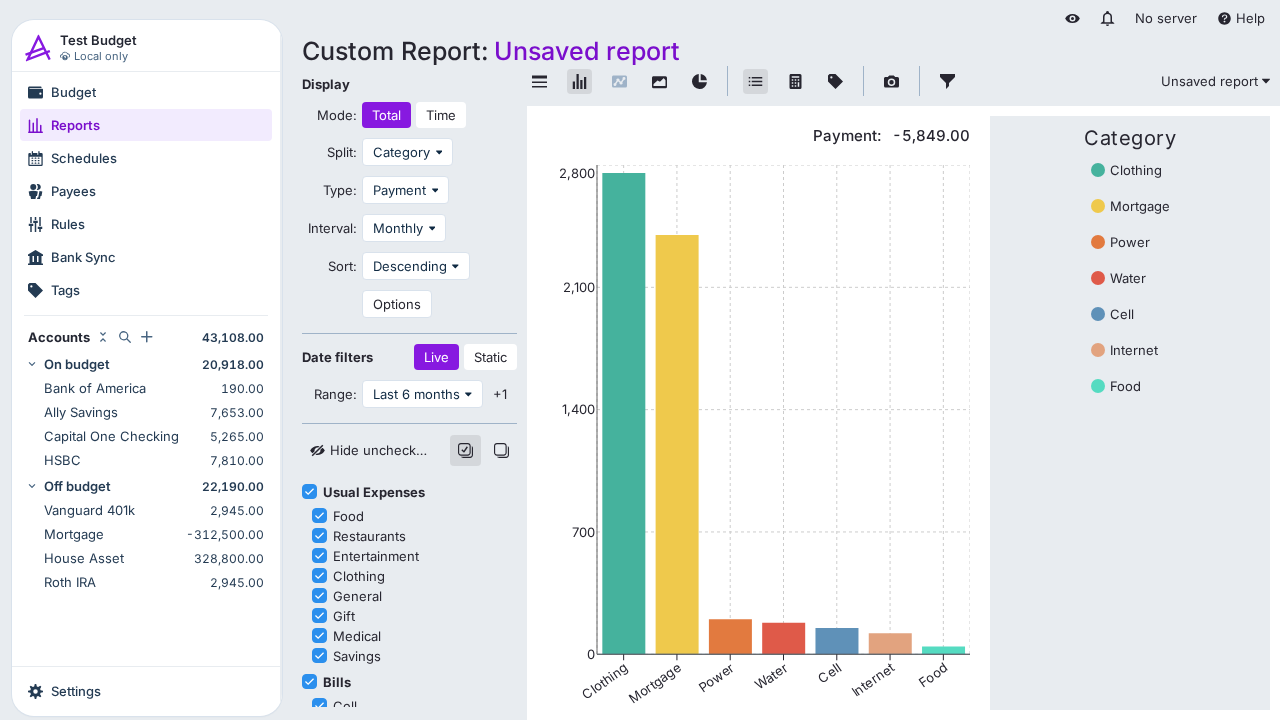 Test Budget
Local only
Budget
Reports
Schedules
Payees
Rules
Bank Sync
Tags
Accounts 43,108.00
On budget 20,918.00
Bank of America 190.00
Ally Savings 7,653.00
Capital One Checking 5,265.00
HSBC 7,810.00
Off budget 22,190.00
Vanguard 401k 2,945.00
Mortgage -312,500.00
House Asset 328,800.00
Roth IRA 2,945.00
Settings
No server
Help
Custom Report: Unsaved report
Display
Mode: Total Time
Split: Category
Type: Payment
Interval: Monthly
Sort: Descending
Options
Date filters Live Static
Range: Last 6 months +1
Hide uncheck...
Usual Expenses
Food
Restaurants
Entertainment
Clothing
General
Gift
Medical
Savings
Bills
Cell
Unsaved report
Payment: -5,849.00
2,800
2,100
1,400
700
0
Clothing
Mortgage
Power
Water
Cell
Internet
Food
Category
Clothing
Mortgage
Power
Water
Cell
Internet
Food